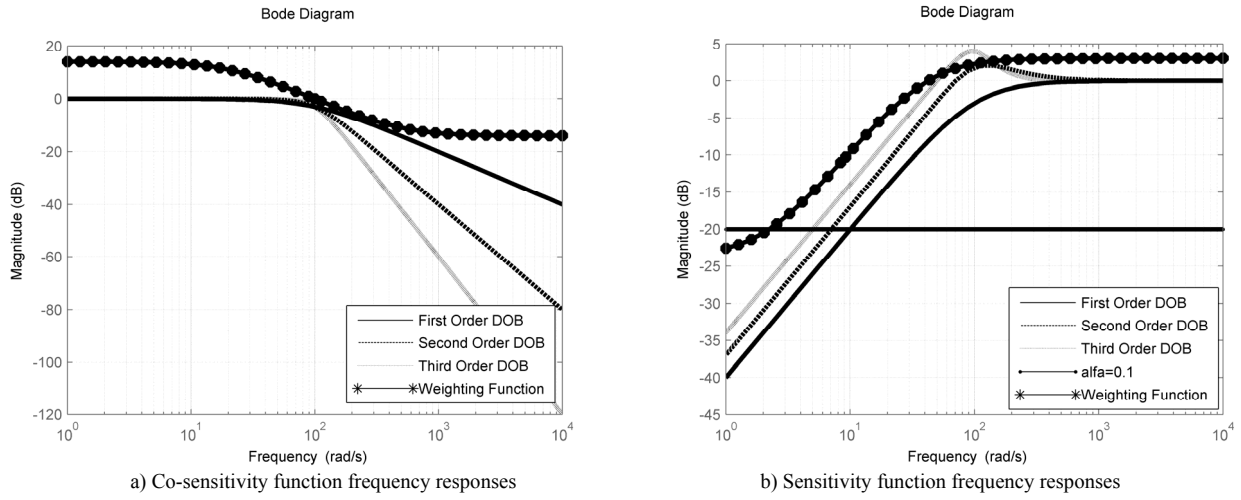 Bode Diagram
20
0
-20
-40
-60
-80
-100
-120
Magnitude (dB)
10^0
10^1
10^2
10^3
10^4
Frequency (rad/s)
First Order DOB
Second Order DOB
Third Order DOB
Weighting Function
a) Co-sensitivity function frequency responses
Bode Diagram
5
0
-5
-10
-15
-20
-25
-30
-35
-40
-45
Magnitude (dB)
10^0
10^1
10^2
10^3
10^4
Frequency (rad/s)
First Order DOB
Second Order DOB
Third Order DOB
alfa=0.1
Weighting Function
b) Sensitivity function frequency responses